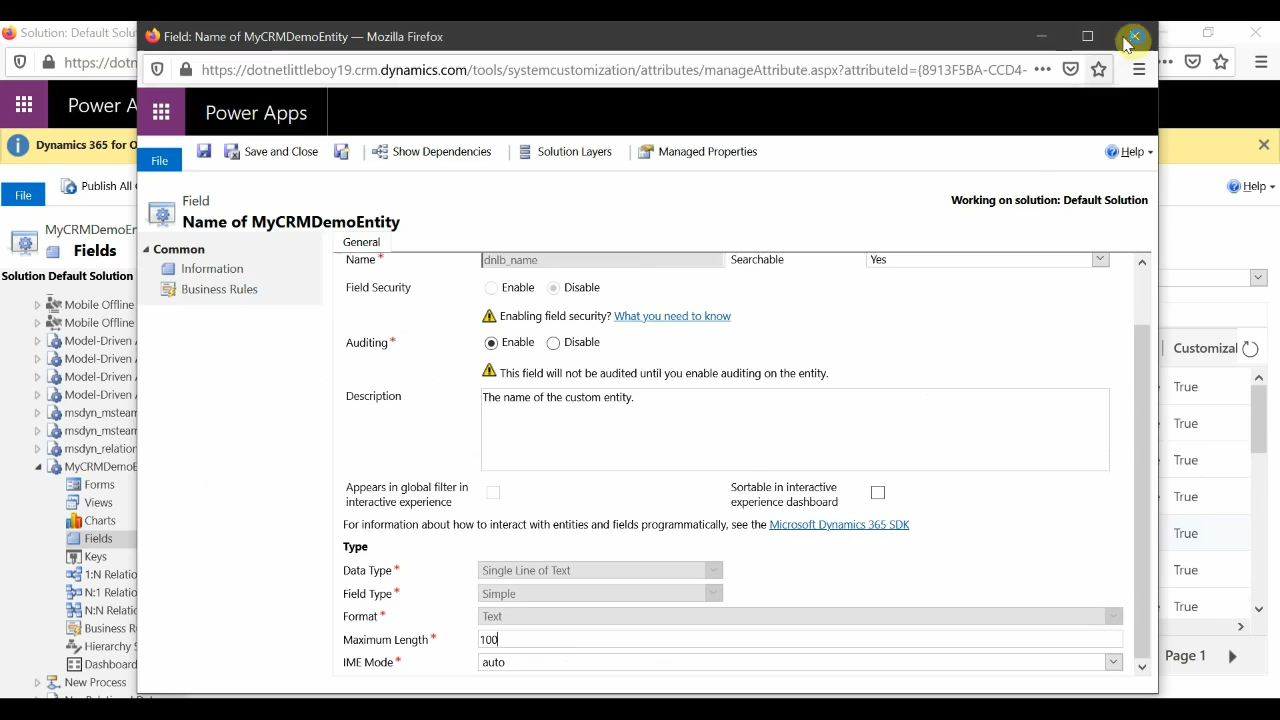 Solution: Default Solu
Field: Name of MyCRMDemoEntity — Mozilla Firefox
https://dotn
https://dotnetlittleboy19.crm.dynamics.com/tools/systemcustomization/attributes/manageAttribute.aspx?attributeId={8913F5BA-CCD4-
Power A
Power Apps
Dynamics 365 for O
File
Save and Close
Show Dependencies
Solution Layers
Managed Properties
Help
File
Publish All
Help
Field
Name of MyCRMDemoEntity
Working on solution: Default Solution
MyCRMDemoEn
Fields
Solution Default Solution
Common
Information
Business Rules
General
Name*
dnlb_name
Searchable
Yes
Field Security
Enable
Disable
Enabling field security? What you need to know
Auditing*
Enable
Disable
This field will not be audited until you enable auditing on the entity.
Description
The name of the custom entity.
Appears in global filter in
interactive experience
Sortable in interactive
experience dashboard
For information about how to interact with entities and fields programmatically, see the Microsoft Dynamics 365 SDK
Type
Data Type*
Single Line of Text
Field Type*
Simple
Format*
Text
Maximum Length*
100
IME Mode*
auto
Mobile Offline
Mobile Offline
Model-Driven
Model-Driven
Model-Driven
msdyn_msteam
msdyn_msteam
msdyn_relation
MyCRMDemoE
Forms
Views
Charts
Fields
Keys
1:N Relatio
N:1 Relatio
N:N Relatio
Business R
Hierarchy
Dashboard
New Process
Customizal
True
True
True
True
True
True
True
Page 1